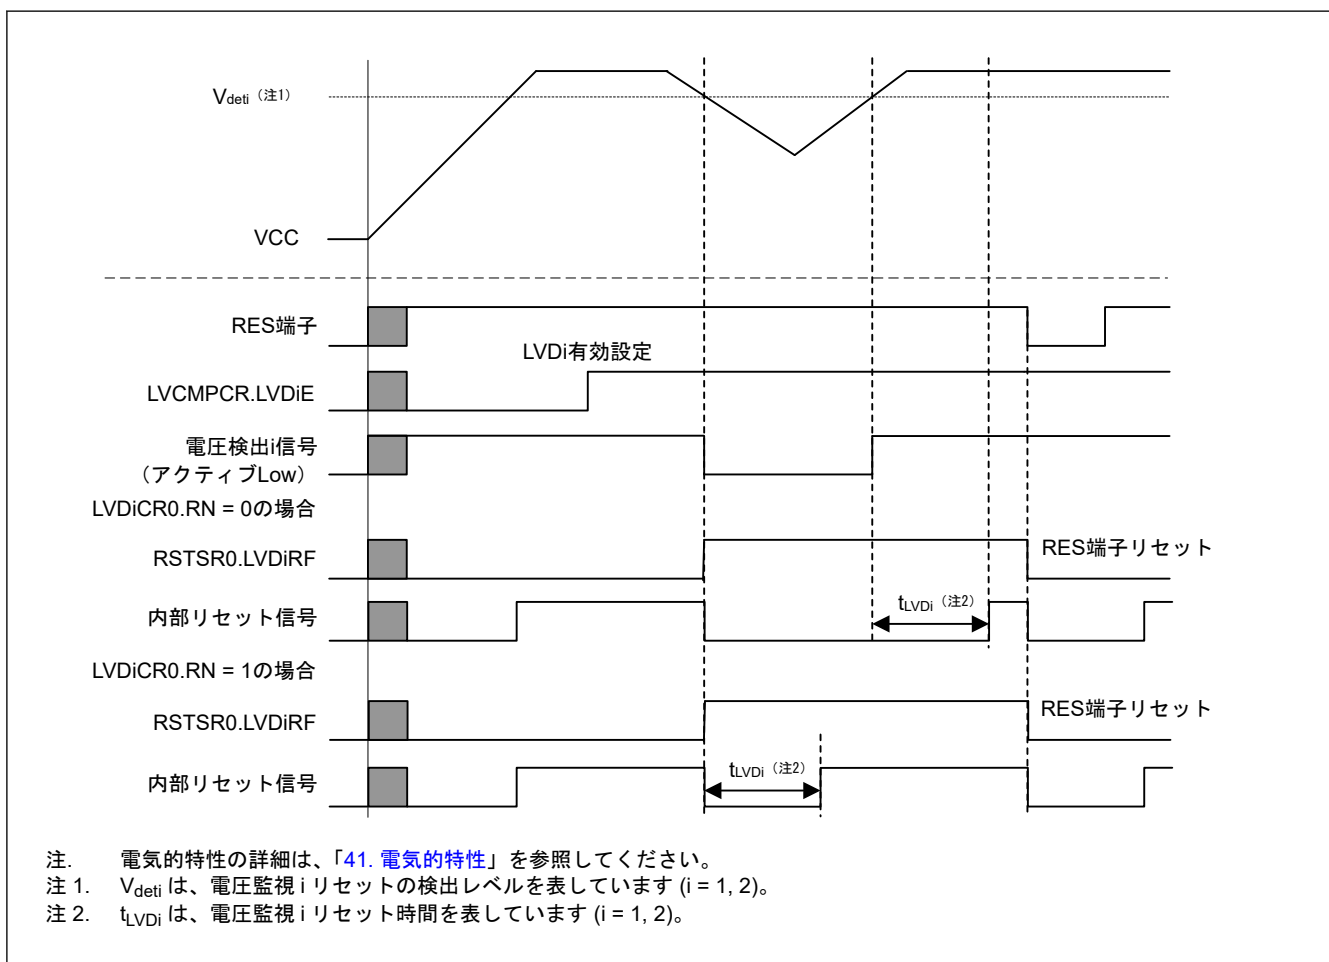 Vdeti（注1）
VCC
RES端子
LVDi有効設定
LVCMPCR.LVDiE
電圧検出i信号
（アクティブLow）
LVDiCR0.RN = 0の場合
RSTSR0.LVDiRF
RES端子リセット
内部リセット信号
tLVDi（注2）
LVDiCR0.RN = 1の場合
RSTSR0.LVDiRF
RES端子リセット
内部リセット信号
tLVDi（注2）
注. 電気的特性の詳細は、「41. 電気的特性」を参照してください。
注 1. Vdeti は、電圧監視 i リセットの検出レベルを表しています (i = 1, 2)。
注 2. tLVDi は、電圧監視 i リセット時間を表しています (i = 1, 2)。